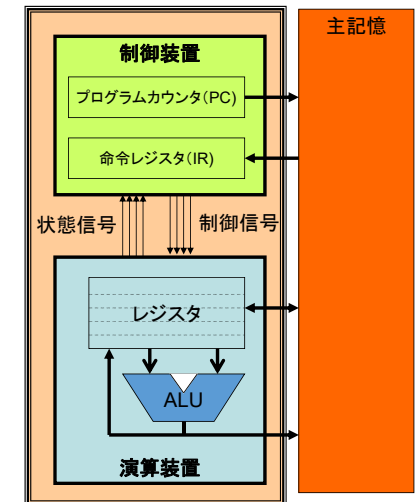 主記憶
制御装置
プログラムカウンタ(PC)
命令レジスタ(IR)
状態信号
制御信号
レジスタ
ALU
演算装置